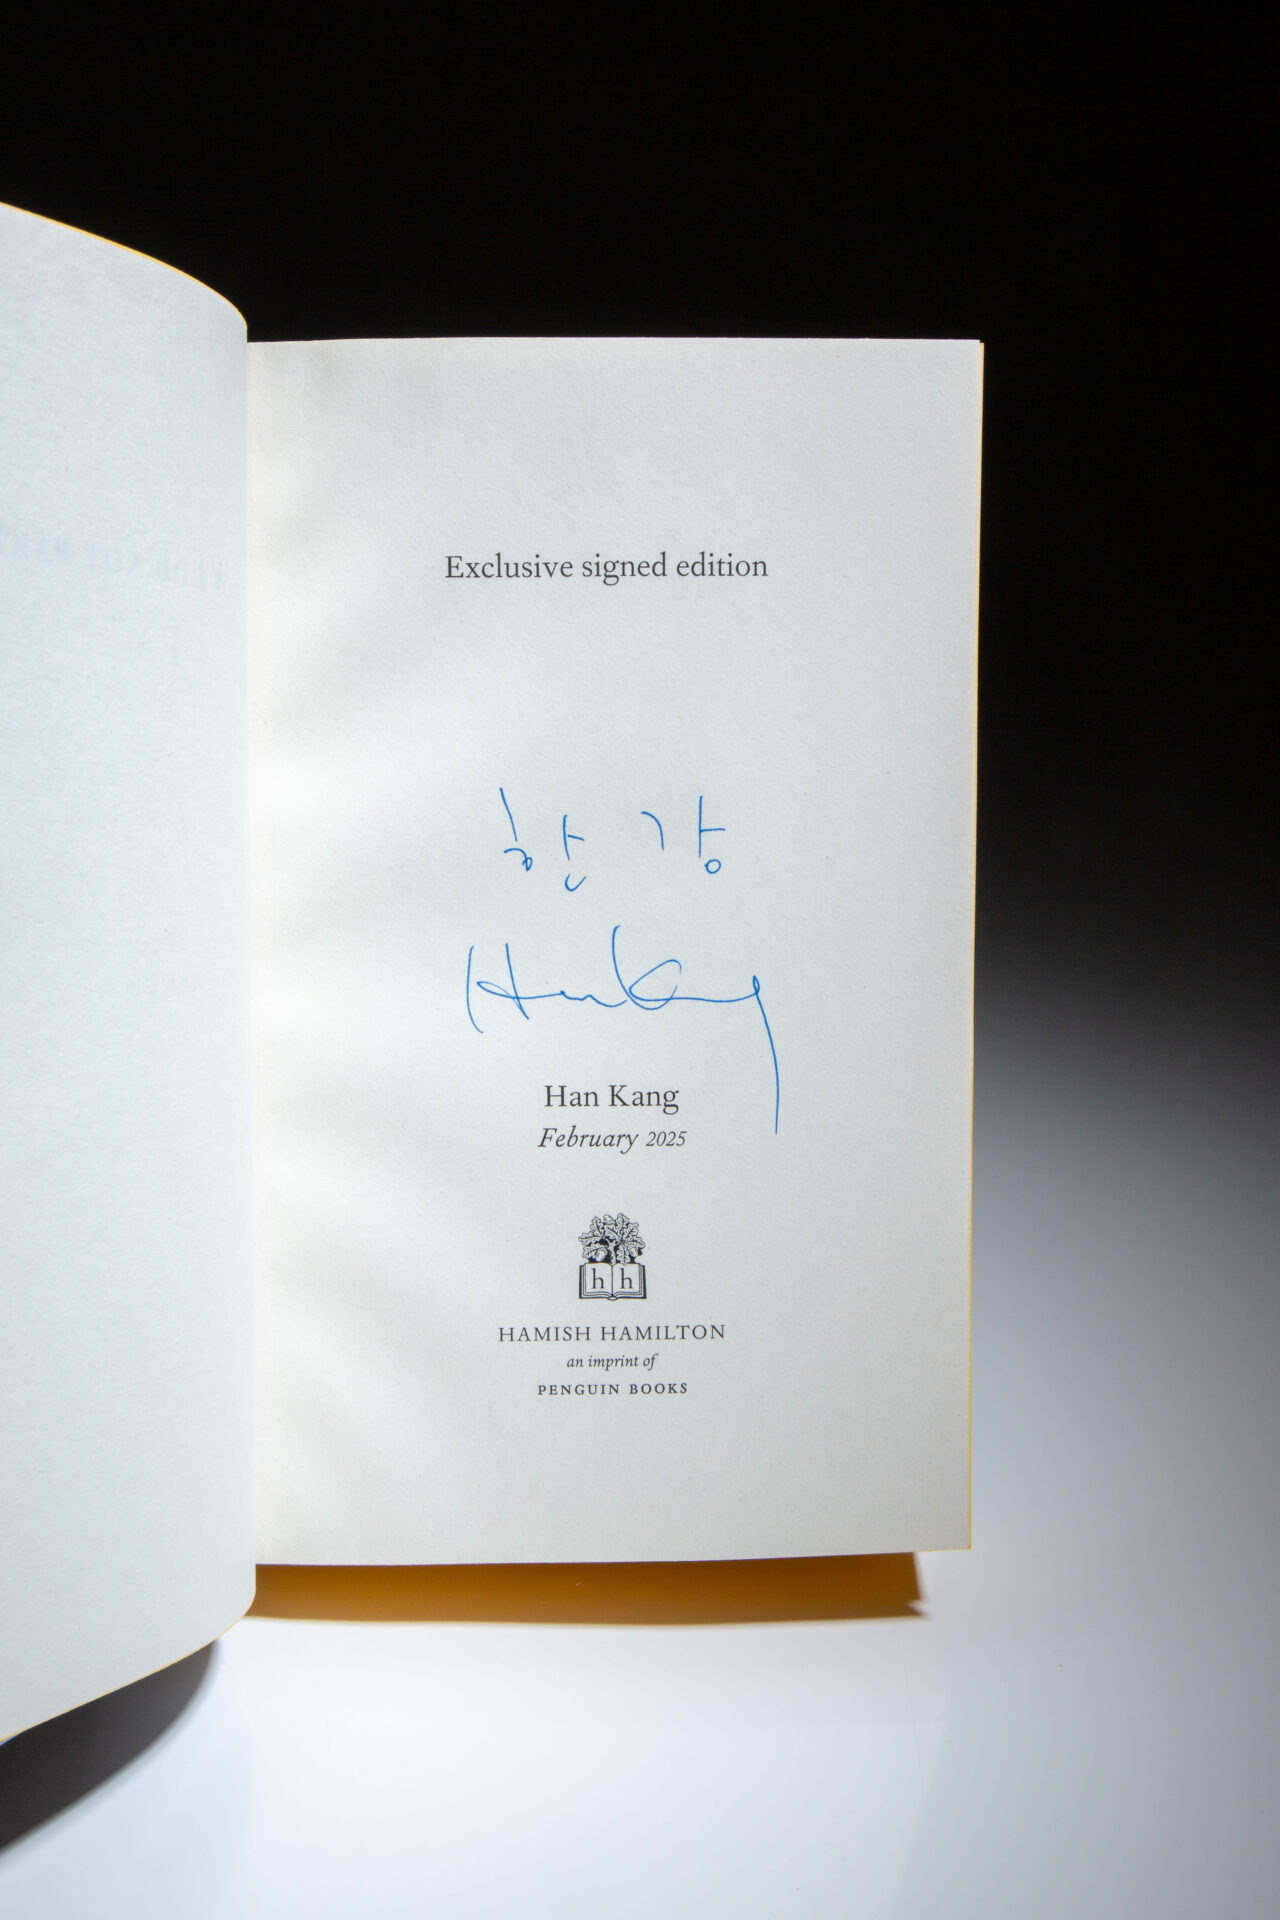 Exclusive signed edition
한 강
Han Kang
Han Kang
February 2025
h h
HAMISH HAMILTON
an imprint of
PENGUIN BOOKS